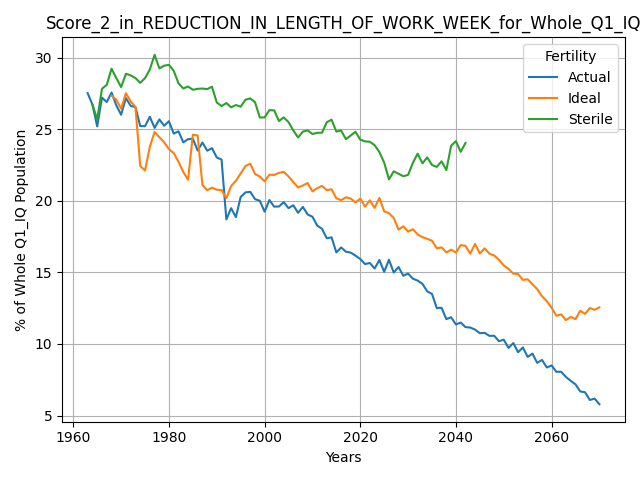 Score_2_in_REDUCTION_IN_LENGTH_OF_WORK_WEEK_for_Whole_Q1_IQ
Fertility
Actual
Ideal
Sterile
% of Whole Q1_IQ Population
30
25
20
15
10
5
1960 1980 2000 2020 2040 2060
Years